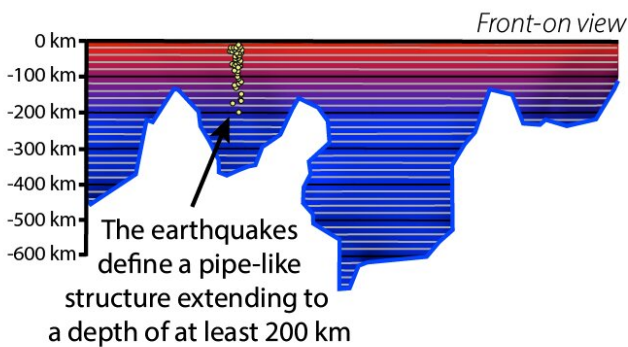 Front-on view
0 km
-100 km
-200 km
-300 km
-400 km
-500 km
-600 km
The earthquakes
define a pipe-like
structure extending to
a depth of at least 200 km